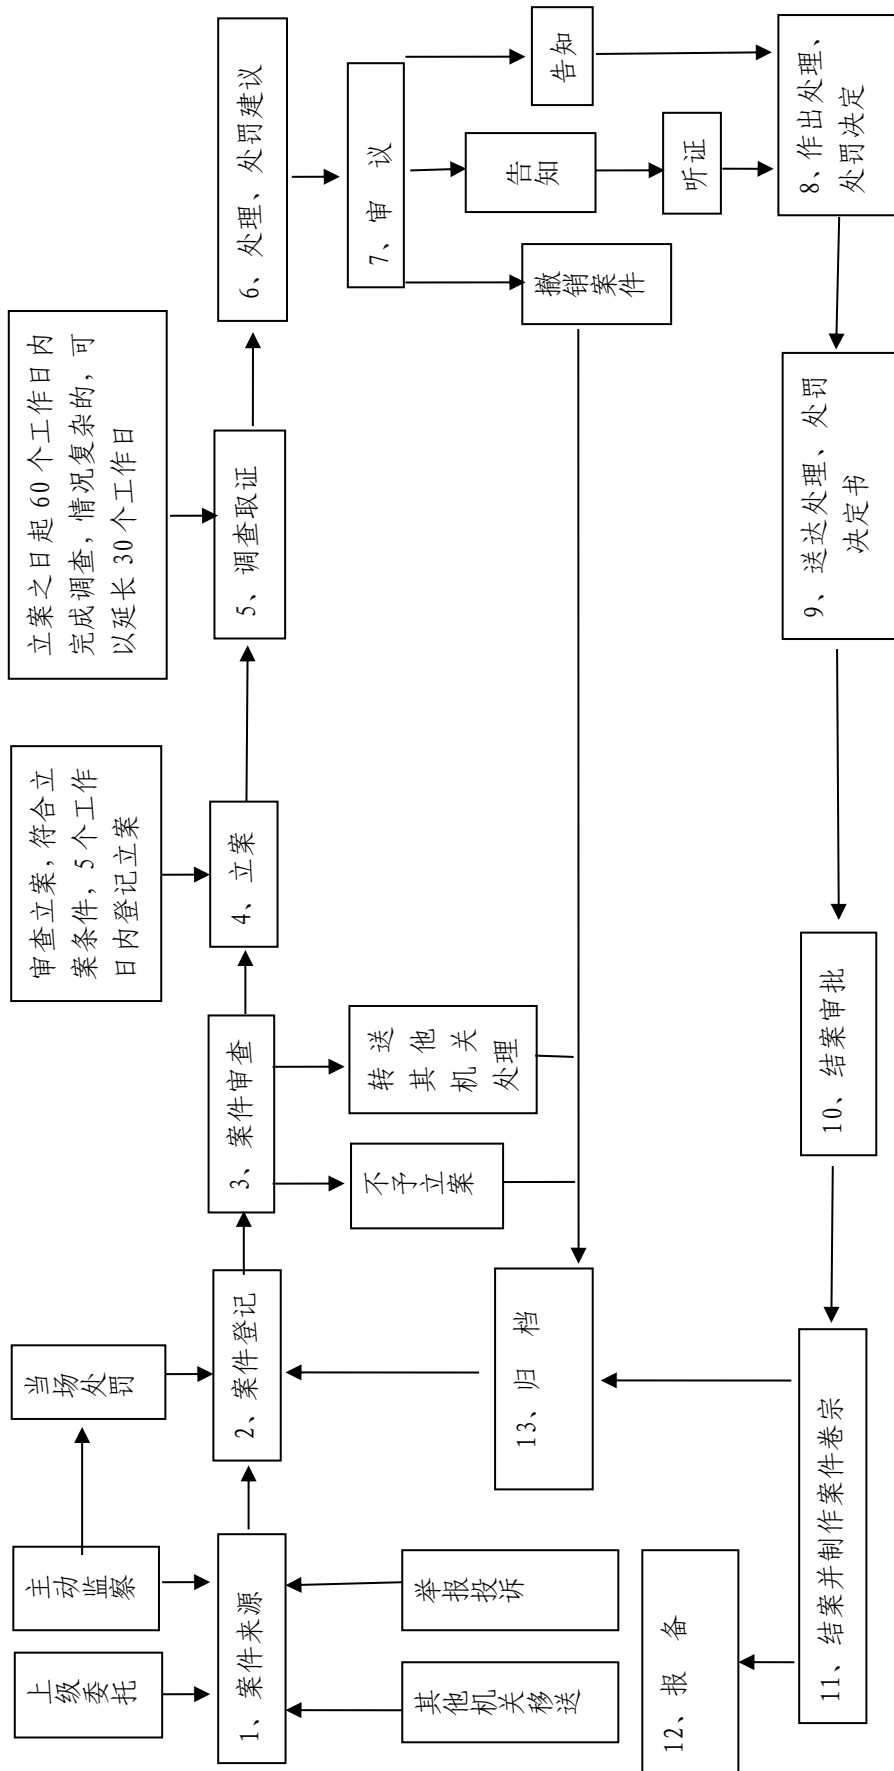 上级委托
主动监察
当场处罚
1、案件来源
其他机关移送
举报投诉
2、案件登记
3、案件审查
不予立案
转送
其他
机关
处理
审查立案，符合立
案条件，5 个工作
日内登记立案
4、立案
立案之日起 60 个工作日内
完成调查，情况复杂的，可
以延长 30 个工作日
5、调查取证
6、处理、处罚建议
7、审 议
撤销
案件
告知
听证
告知
8、作出处理、
处罚决定
9、送达处理、处罚
决定书
10、结案审批
11、结案并制作案件卷宗
12、报 备
13、归 档